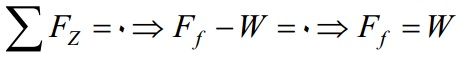 ∑F_Z = ۰ ⇒ F_f − W = ۰ ⇒ F_f = W